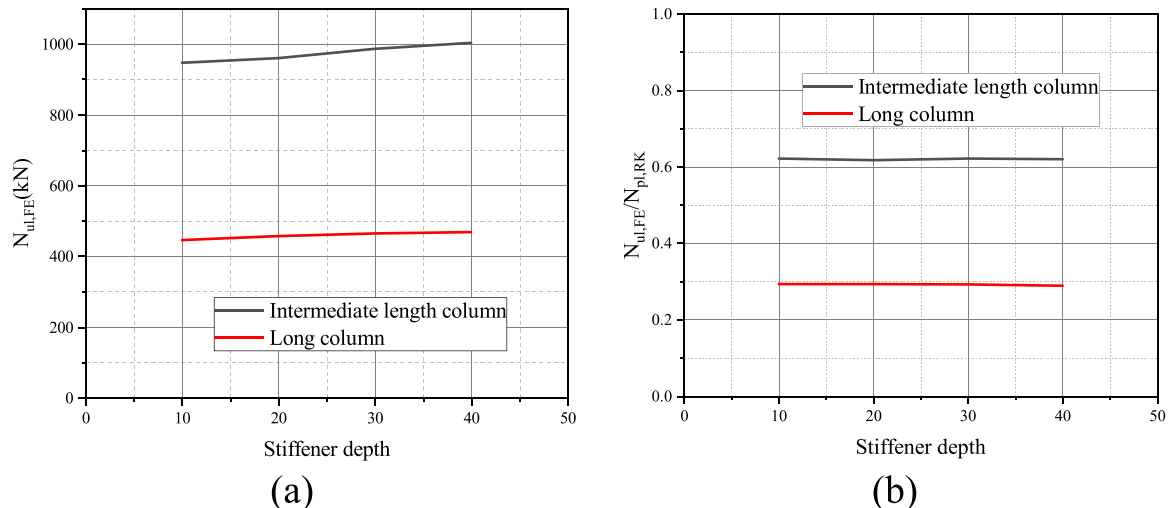 1000
800
600
400
200
0
N_ul,FE(kN)
Intermediate length column
Long column
0 10 20 30 40 50
Stiffener depth
(a)
1.0
0.8
0.6
0.4
0.2
0.0
N_ul,FE/N_pl,RK
Intermediate length column
Long column
0 10 20 30 40 50
Stiffener depth
(b)